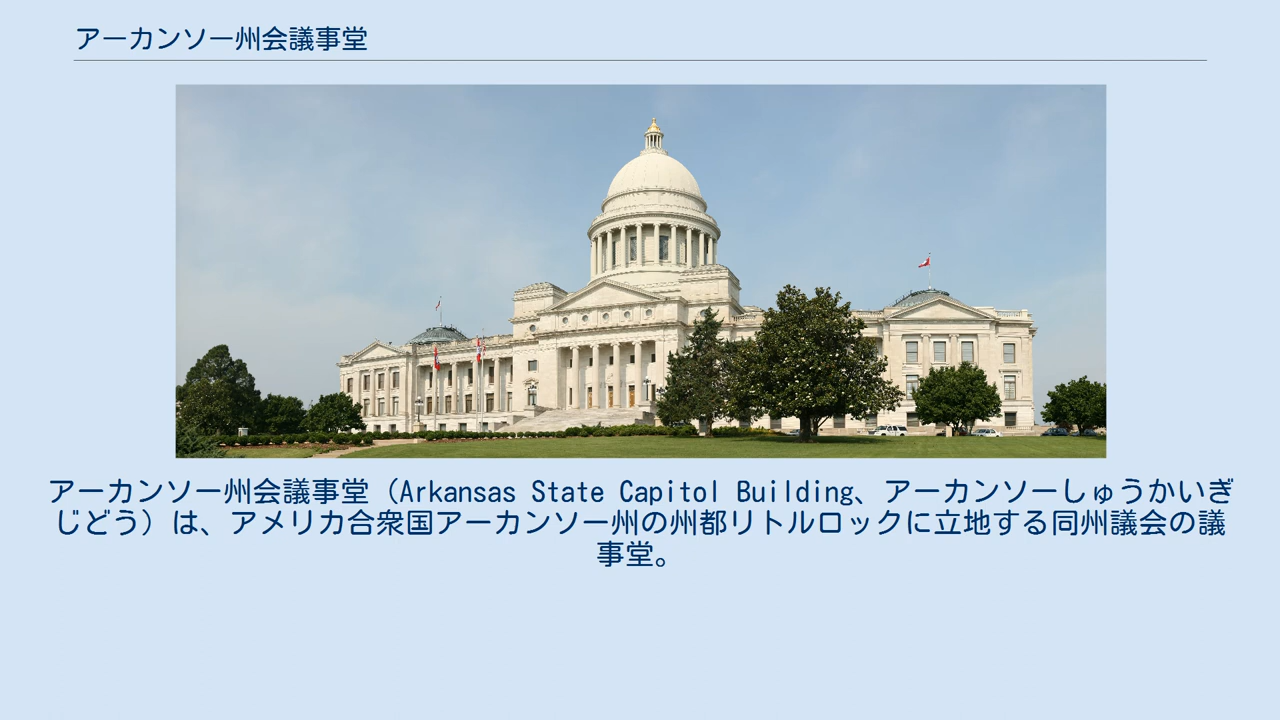 アーカンソー州会議事堂
アーカンソー州会議事堂（Arkansas State Capitol Building、アーカンソーしゅうかいぎ
じどう）は、アメリカ合衆国アーカンソー州の州都リトルロックに立地する同州議会の議
事堂。